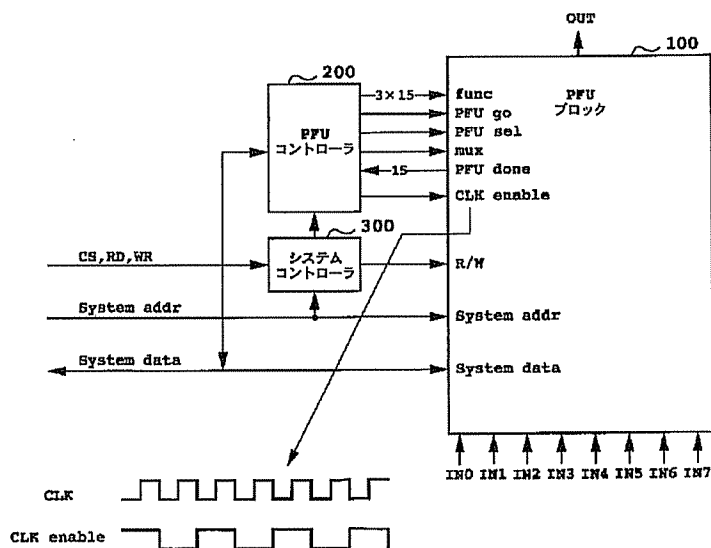 OUT
100
200
3×15
func
PFU
ブロック
PFU go
PFU
コントローラ
PFU sel
mux
15
PFU done
CLK enable
300
CS,RD,WR
システム
コントローラ
R/W
System addr
System addr
System data
System data
IN0 IN1 IN2 IN3 IN4 IN5 IN6 IN7
CLK
CLK enable